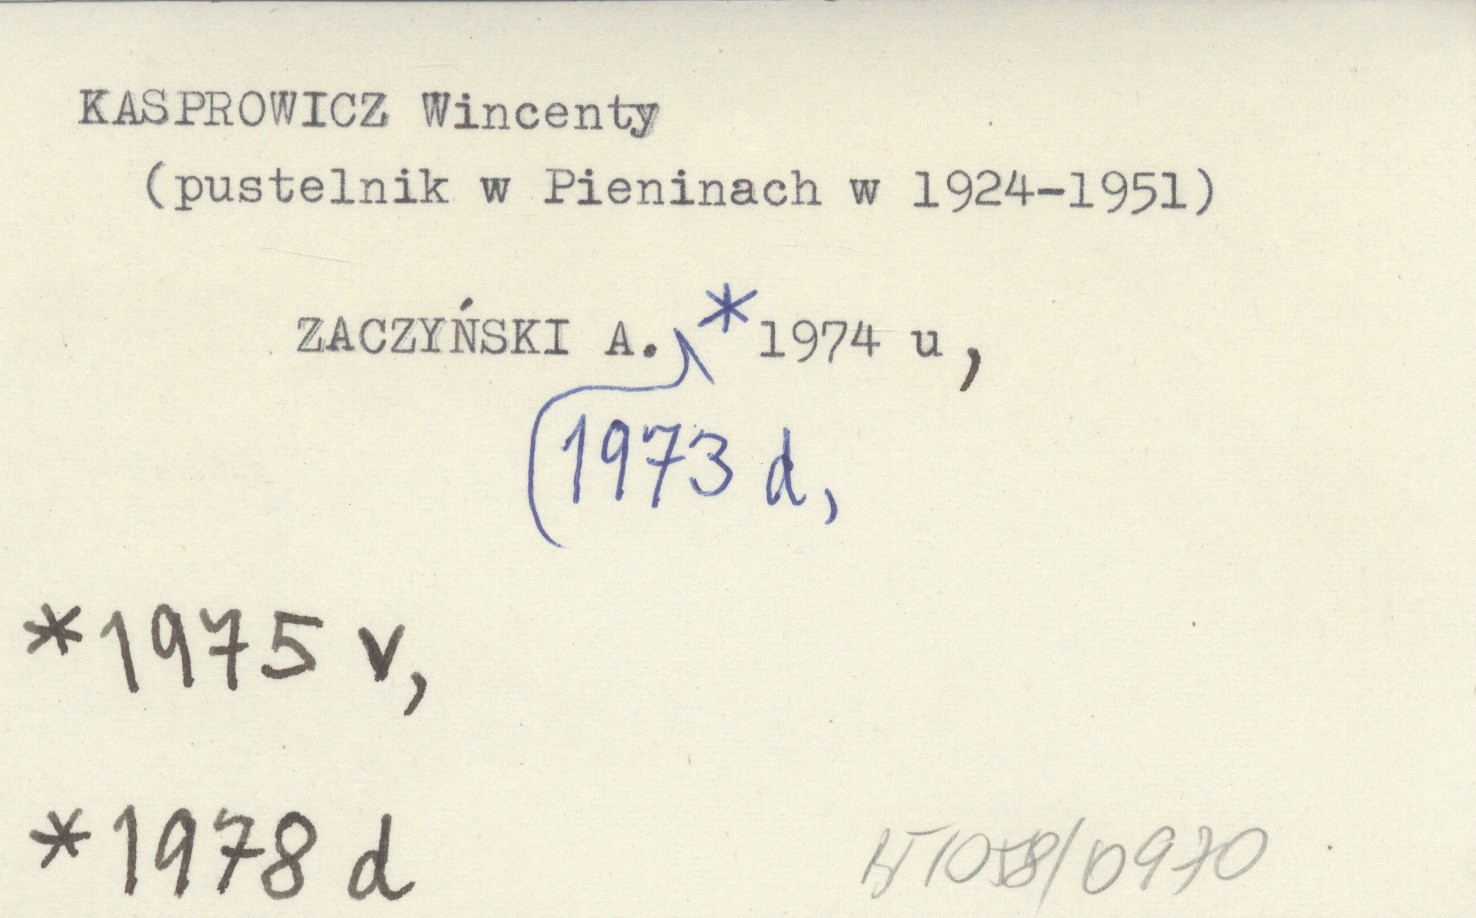 KASPROWICZ Wincenty
(pustelnik w Pieninach w 1924-1951)
ZACZYŃSKI A. *1974 u,
1973 d,
*1975 v,
*1978 d